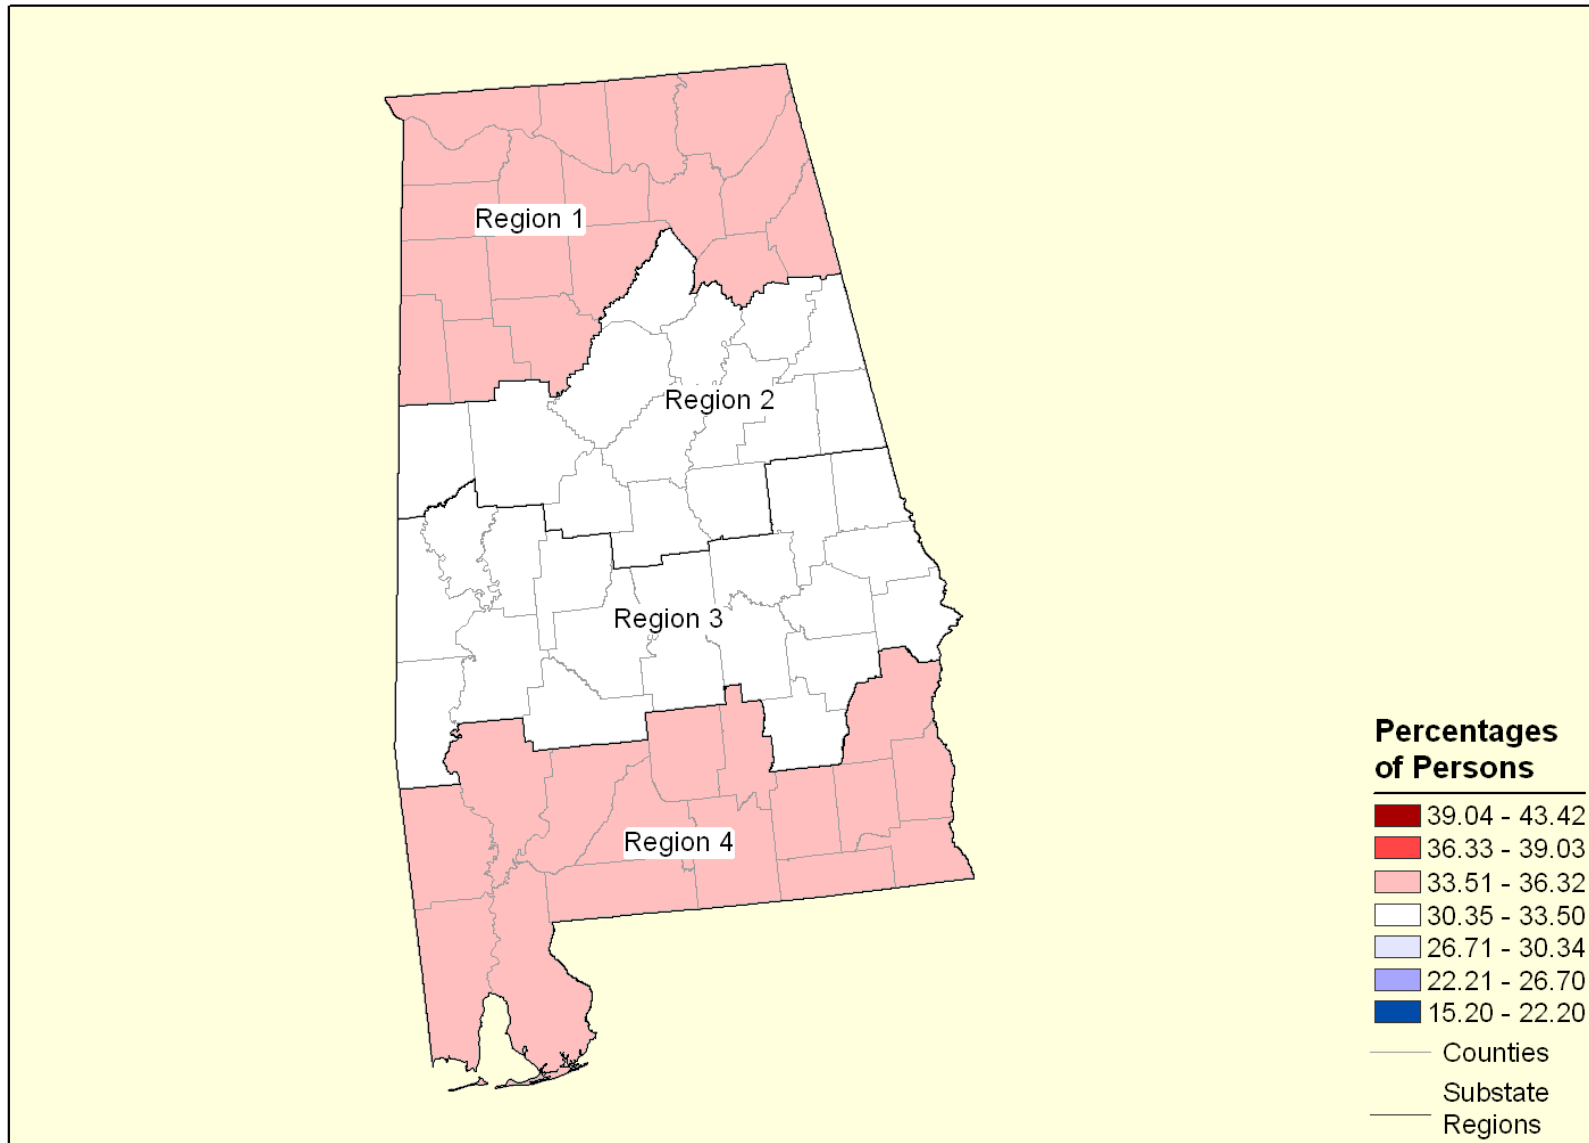 Region 1
Region 2
Region 3
Region 4
Percentages
of Persons
39.04 - 43.42
36.33 - 39.03
33.51 - 36.32
30.35 - 33.50
26.71 - 30.34
22.21 - 26.70
15.20 - 22.20
Counties
Substate
Regions